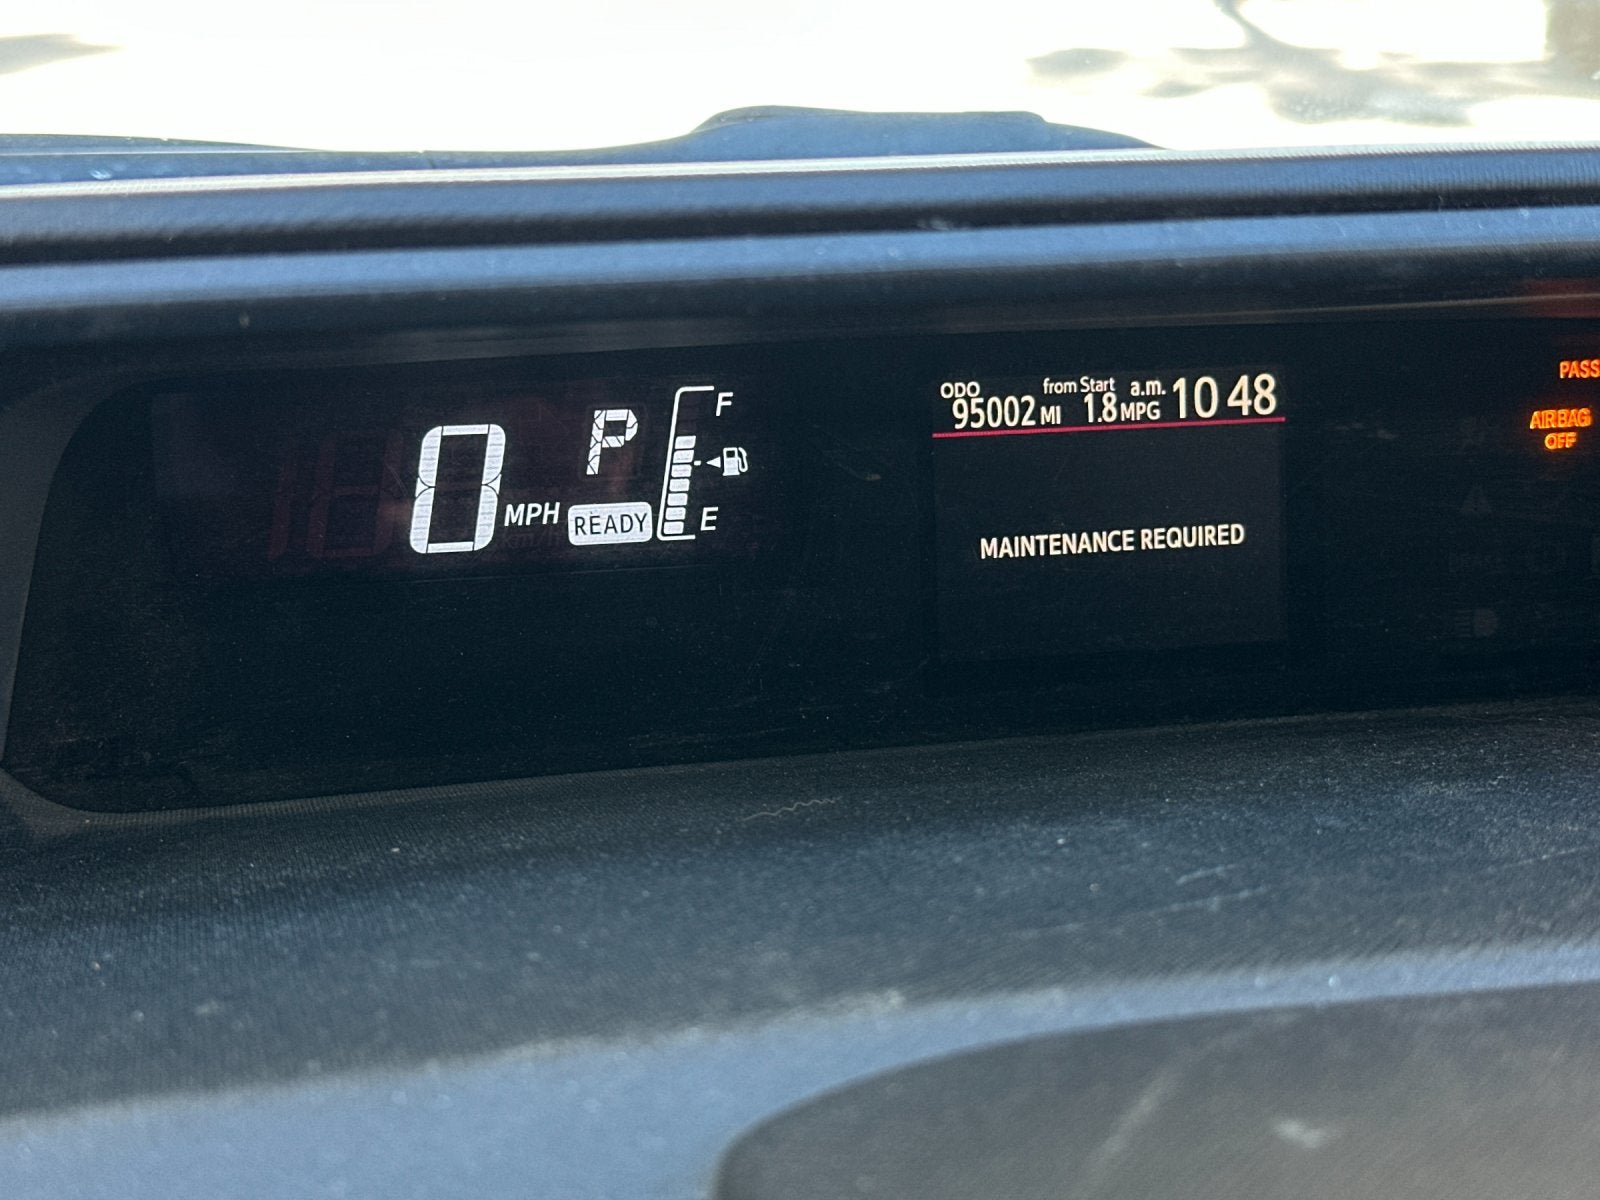 0 MPH
P
READY
F
E
ODO
95002 MI
from Start
1.8 MPG
a.m. 10 48
MAINTENANCE REQUIRED
PASS
AIRBAG
OFF